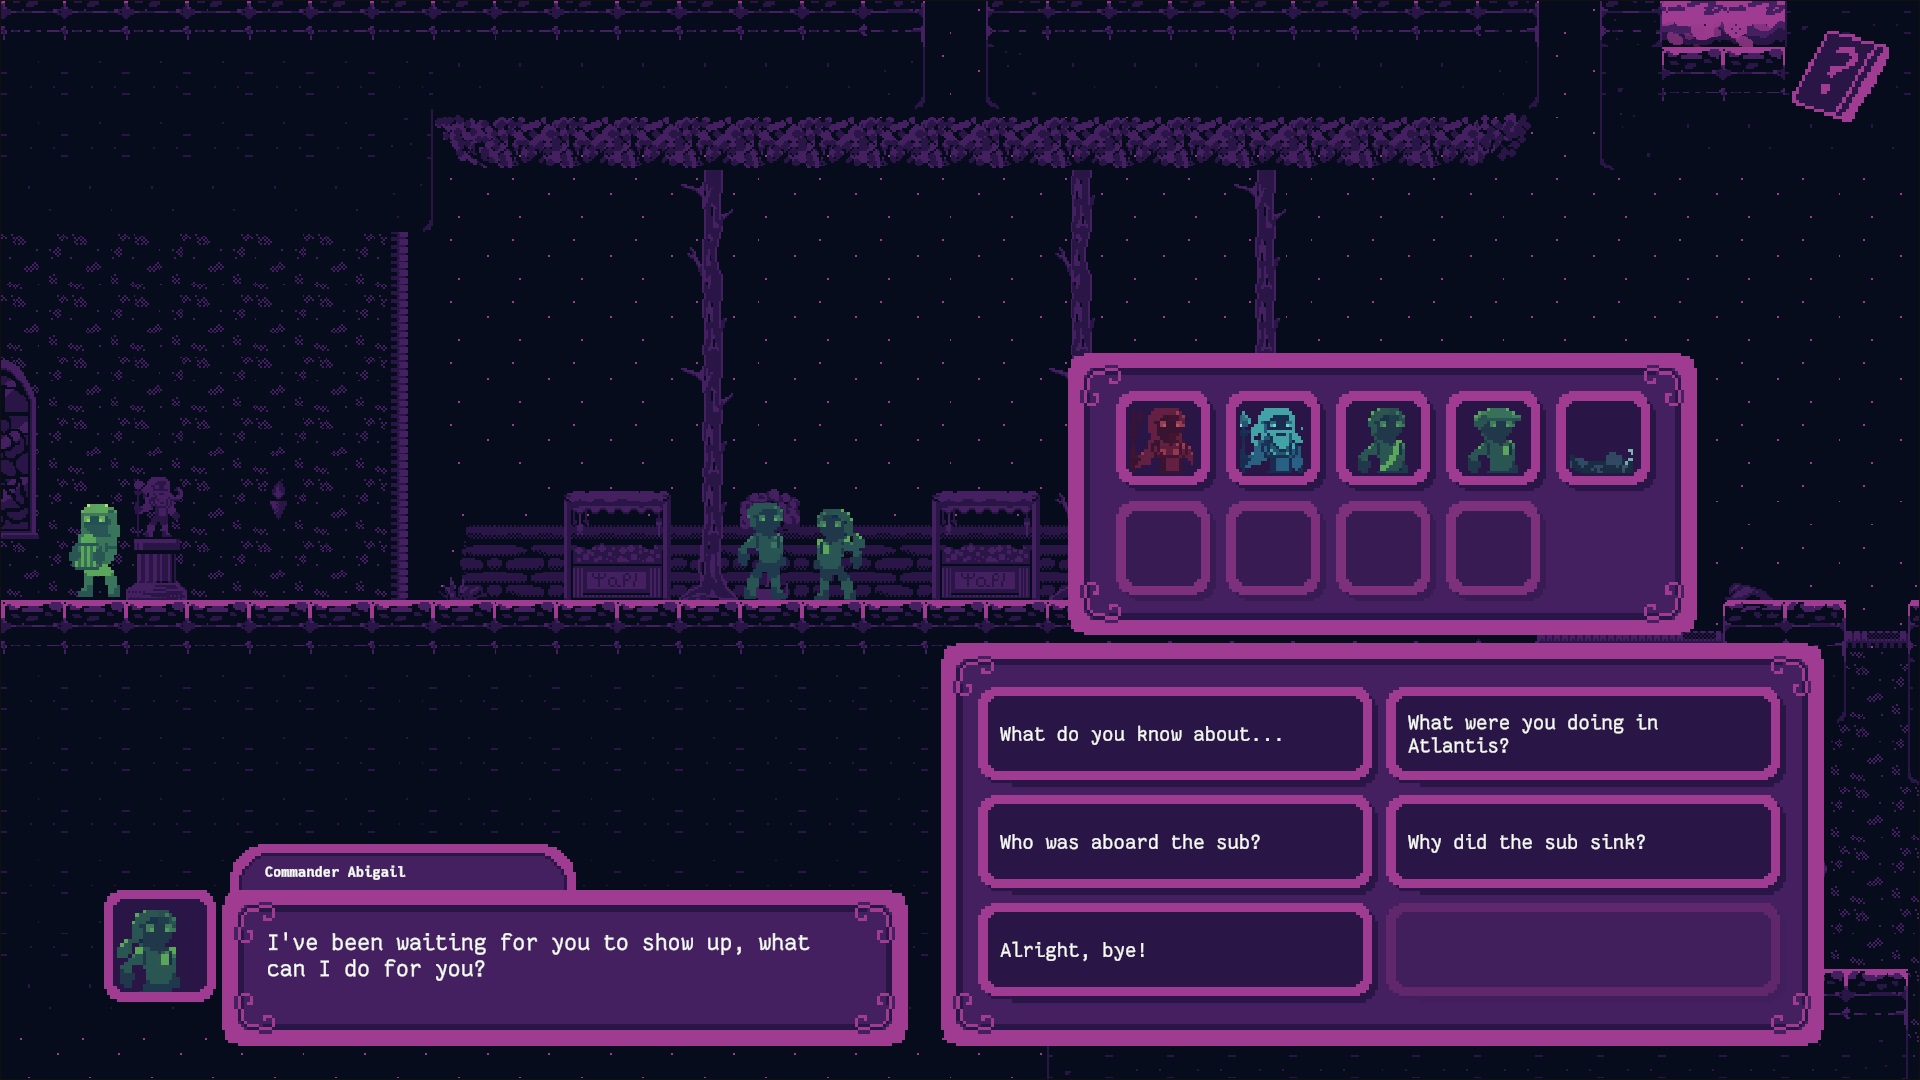 ?
Commander Abigail
I've been waiting for you to show up, what
can I do for you?
What do you know about...
What were you doing in
Atlantis?
Who was aboard the sub?
Why did the sub sink?
Alright, bye!